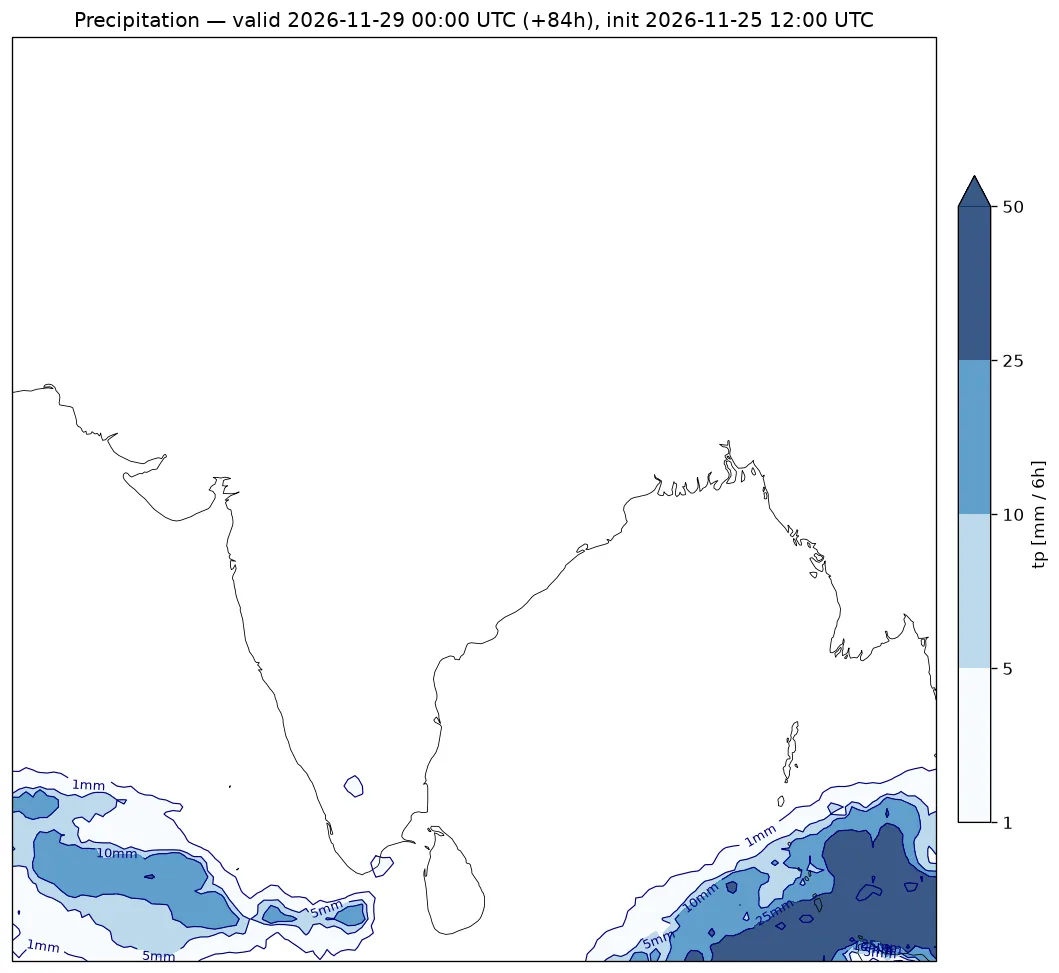 Precipitation — valid 2026-11-29 00:00 UTC (+84h), init 2026-11-25 12:00 UTC
50
25
10
5
1
tp [mm / 6h]
1mm
10mm
5mm
1mm
5mm
1mm
10mm
25mm
5mm
5mm